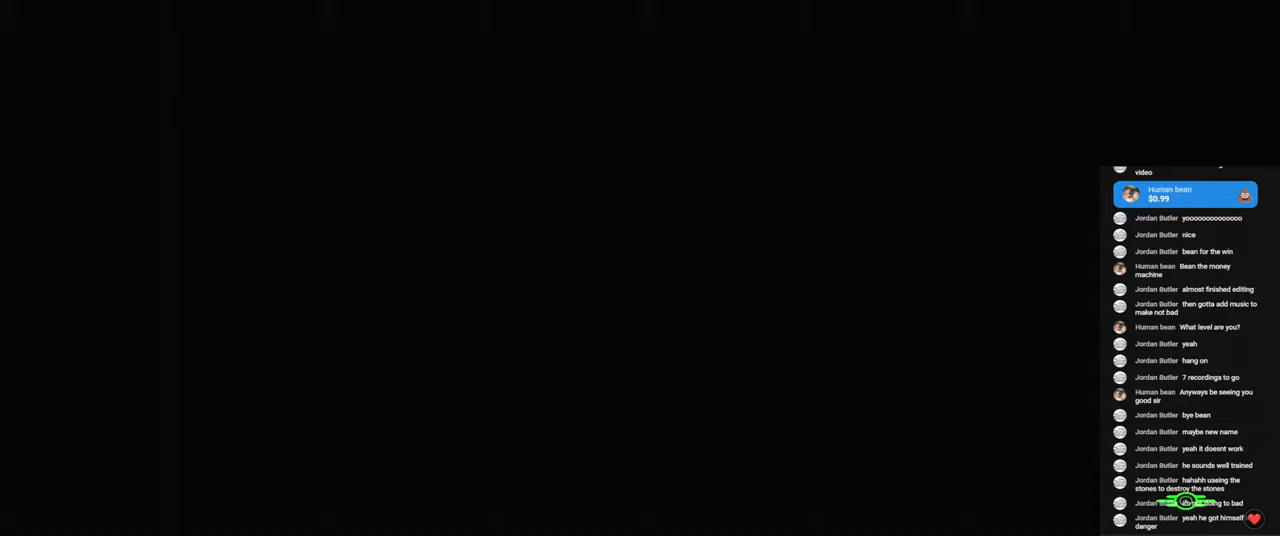 video
Human bean
$0.99
Jordan Butler yoooooooooooooo
Jordan Butler nice
Jordan Butler bean for the win
Human bean Bean the money
machine
Jordan Butler almost finished editing
Jordan Butler then gotta add music to
make not bad
Human bean What level are you?
Jordan Butler yeah
Jordan Butler hang on
Jordan Butler 7 recordings to go
Human bean Anyways be seeing you
good sir
Jordan Butler bye bean
Jordan Butler maybe new name
Jordan Butler yeah it doesnt work
Jordan Butler he sounds well trained
Jordan Butler hahahh useing the
stones to destroy the stones
Jordan to bad
Jordan Butler yeah he got himself
danger